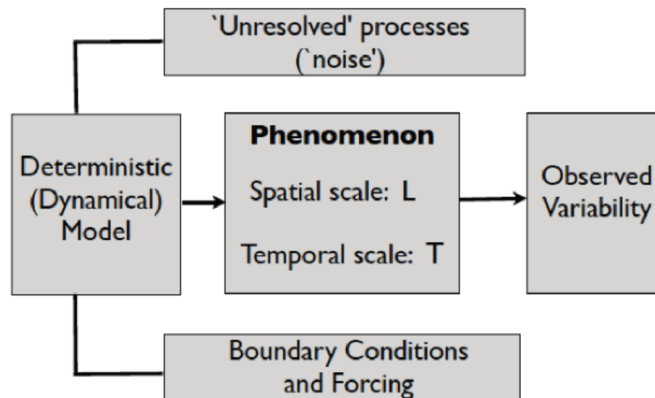 `Unresolved' processes
(`noise')
Deterministic
(Dynamical)
Model
Phenomenon
Spatial scale: L
Temporal scale: T
Observed
Variability
Boundary Conditions
and Forcing